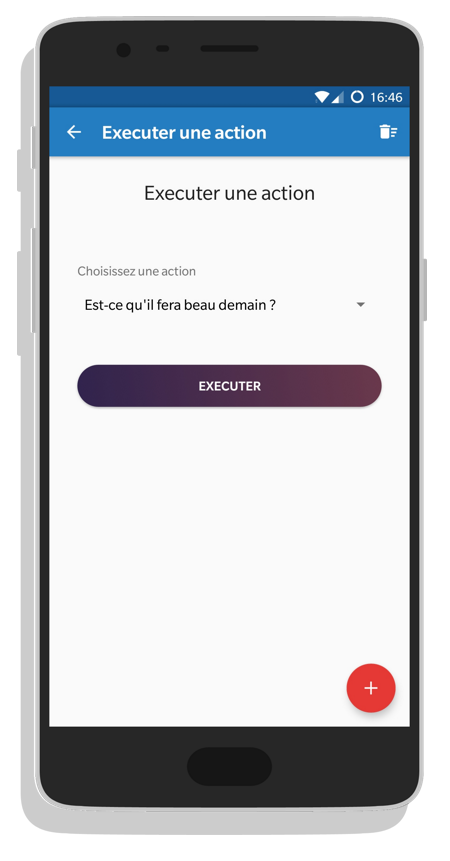 16:46
Executer une action
Executer une action
Choisissez une action
Est-ce qu'il fera beau demain ?
EXECUTER